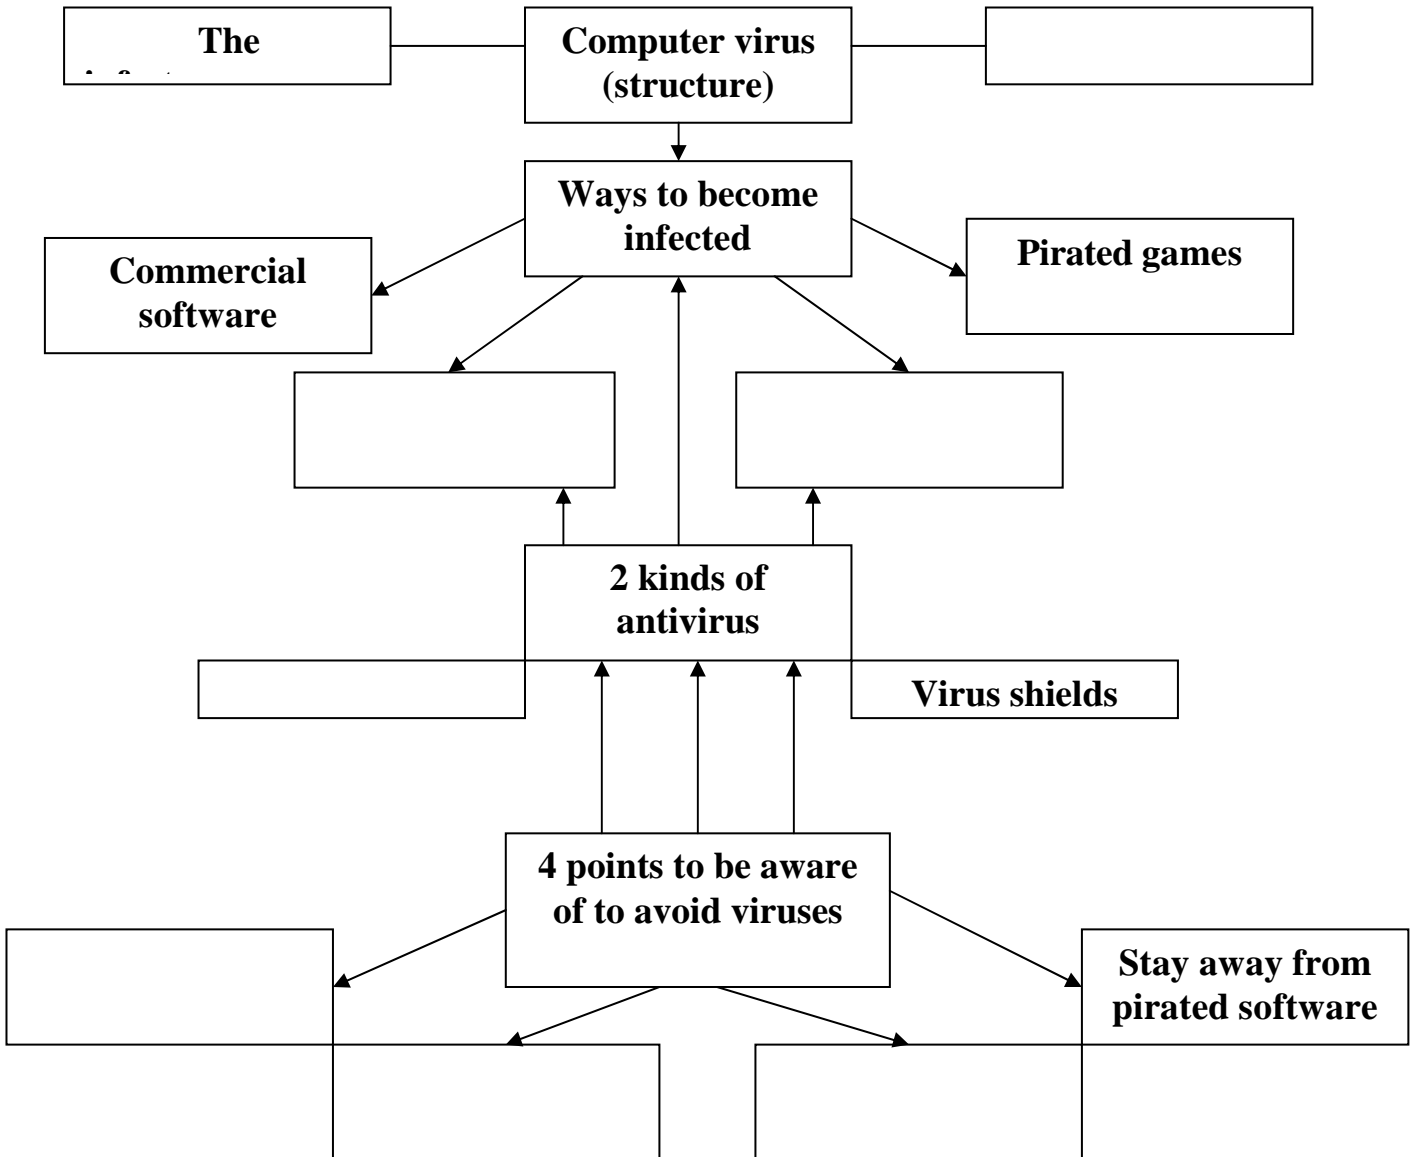 The
Computer virus
(structure)
Ways to become
infected
Commercial
software
Pirated games
2 kinds of
antivirus
Virus shields
4 points to be aware
of to avoid viruses
Stay away from
pirated software